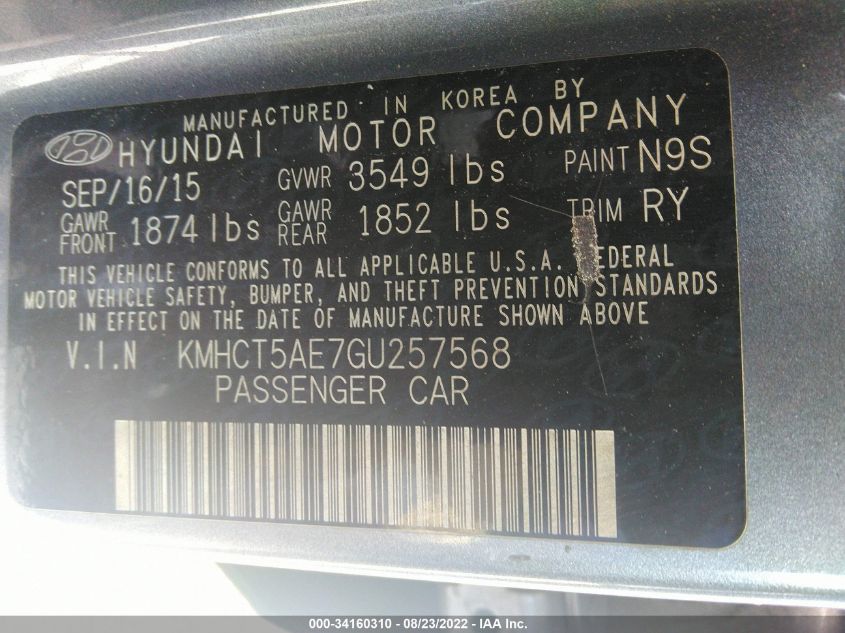 MANUFACTURED IN KOREA BY
HYUNDAI MOTOR COMPANY
SEP/16/15 GVWR 3549 lbs PAINT N9S
GAWR FRONT 1874 lbs GAWR REAR 1852 lbs TRIM RY
THIS VEHICLE CONFORMS TO ALL APPLICABLE U.S.A. FEDERAL
MOTOR VEHICLE SAFETY, BUMPER, AND THEFT PREVENTION STANDARDS
IN EFFECT ON THE DATE OF MANUFACTURE SHOWN ABOVE
V.I.N KMHCT5AE7GU257568
PASSENGER CAR
000-34160310 - 08/23/2022 - IAA Inc.